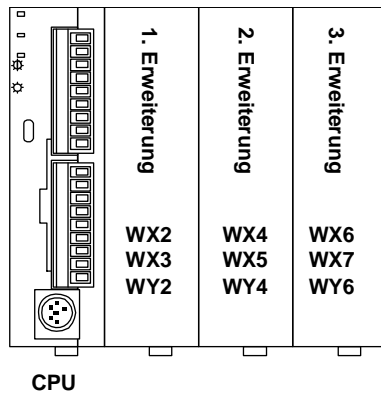 1. Erweiterung
WX2
WX3
WY2
2. Erweiterung
WX4
WX5
WY4
3. Erweiterung
WX6
WX7
WY6
CPU